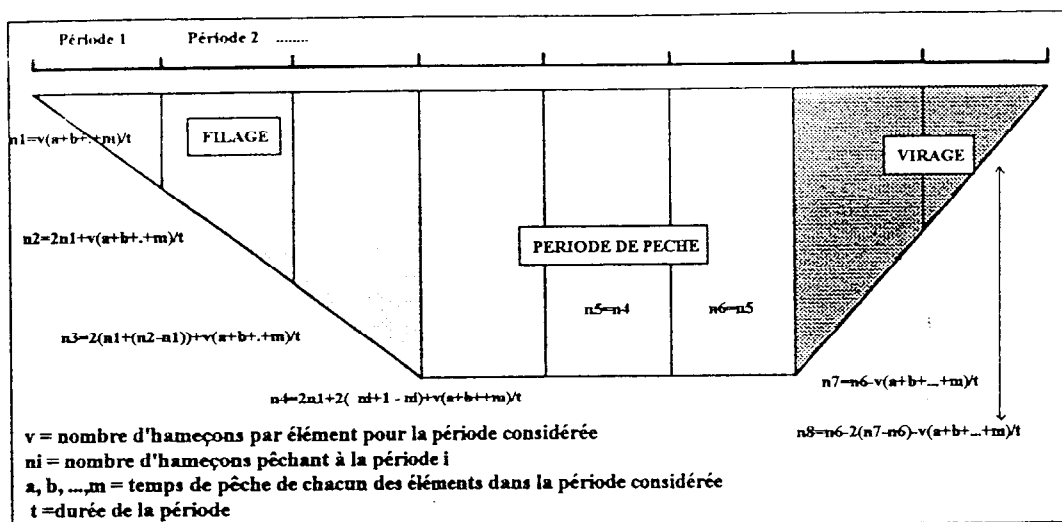 Période 1 Période 2 ........
n1=v(a+b+.+m)/t
FILAGE
VIRAGE
n2=2n1+v(a+b+.+m)/t
PERIODE DE PECHE
n5=n4 n6=n5
n3=2(n1+(n2-n1))+v(a+b+.+m)/t
n7=n6-v(a+b+...+m)/t
n4=2n1+2( ni+1 - ni)+v(a+b++m)/t
n8=n6-2(n7-n6)-v(a+b+...+m)/t
v = nombre d'hameçons par élément pour la période considérée
ni = nombre d'hameçons pêchant à la période i
a, b, ...,m = temps de pêche de chacun des éléments dans la période considérée
t =durée de la période